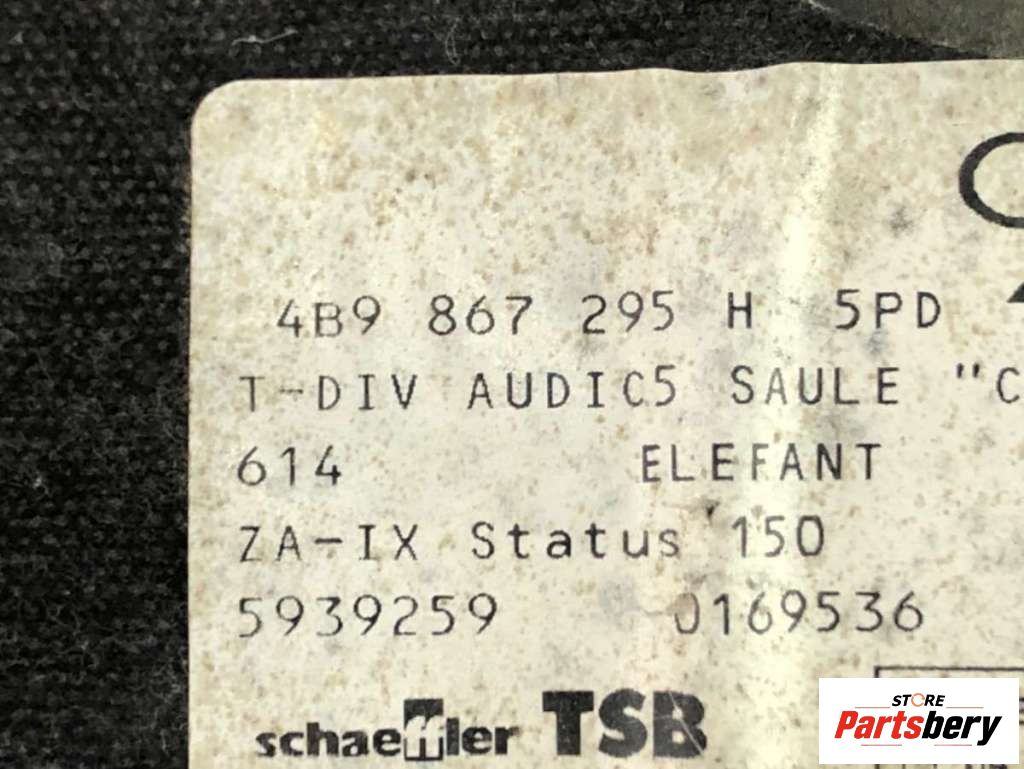 4B9 867 295 H 5PD
T-DIV AUDIC5 SAULE "C
614 ELEFANT
ZA-IX Status 150
5939259 0169536
schaeffler TSB
STORE
Partsbery